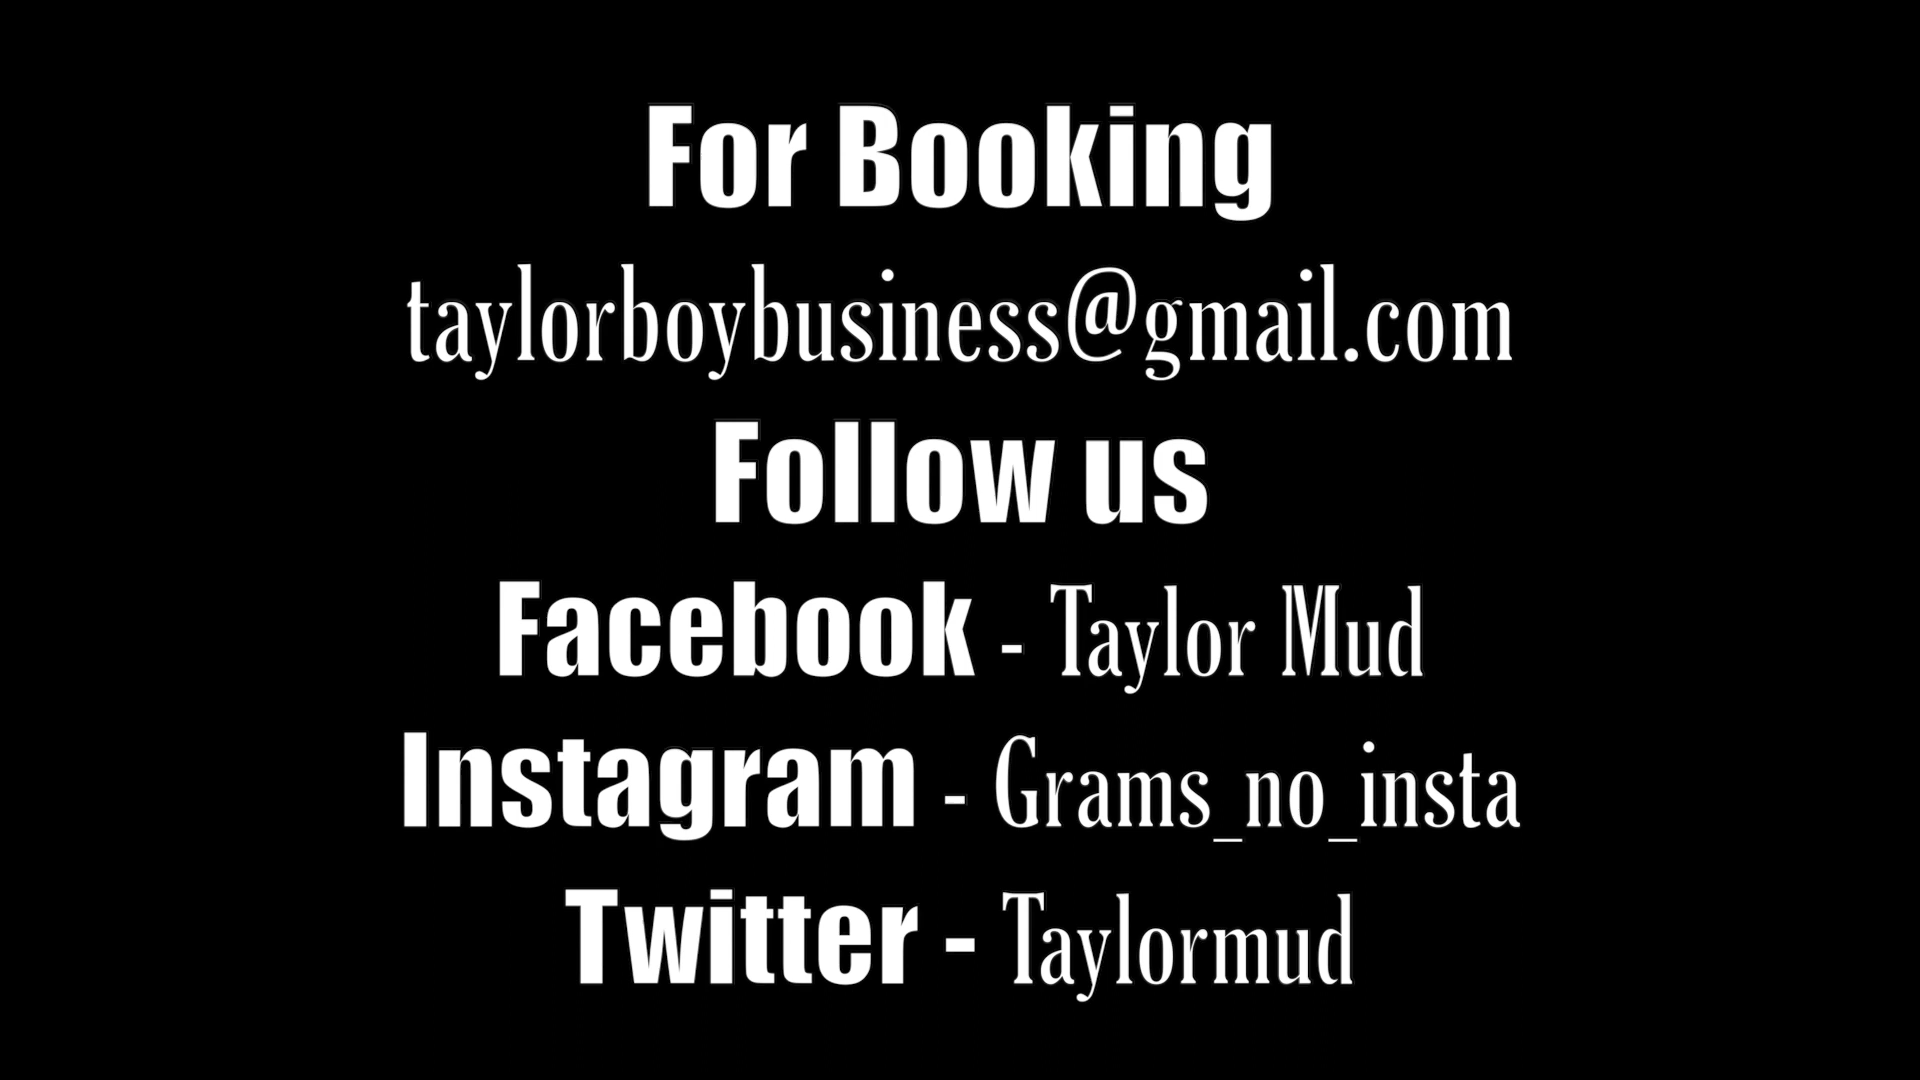 For Booking
taylorboybusiness@gmail.com
Follow us
Facebook - Taylor Mud
Instagram - Grams_no_insta
Twitter - Taylormud